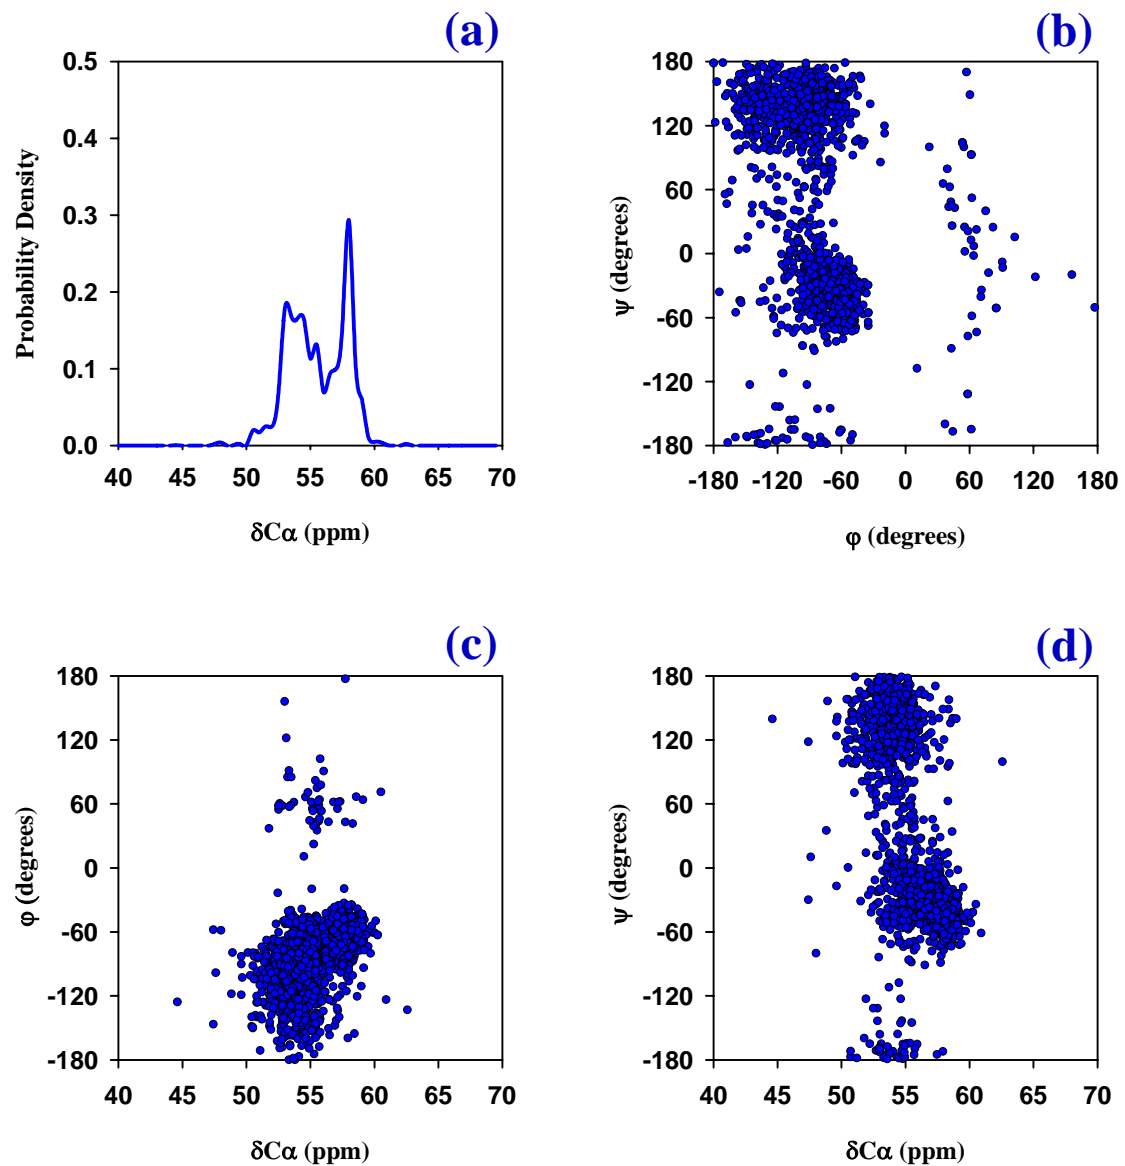 (a)
0.5
0.4
0.3
0.2
0.1
0.0
Probability Density
40 45 50 55 60 65 70
δCα (ppm)
(b)
180
120
60
0
-60
-120
-180
ψ (degrees)
-180 -120 -60 0 60 120 180
φ (degrees)
(c)
180
120
60
0
-60
-120
-180
φ (degrees)
40 45 50 55 60 65 70
δCα (ppm)
(d)
180
120
60
0
-60
-120
-180
ψ (degrees)
40 45 50 55 60 65 70
δCα (ppm)